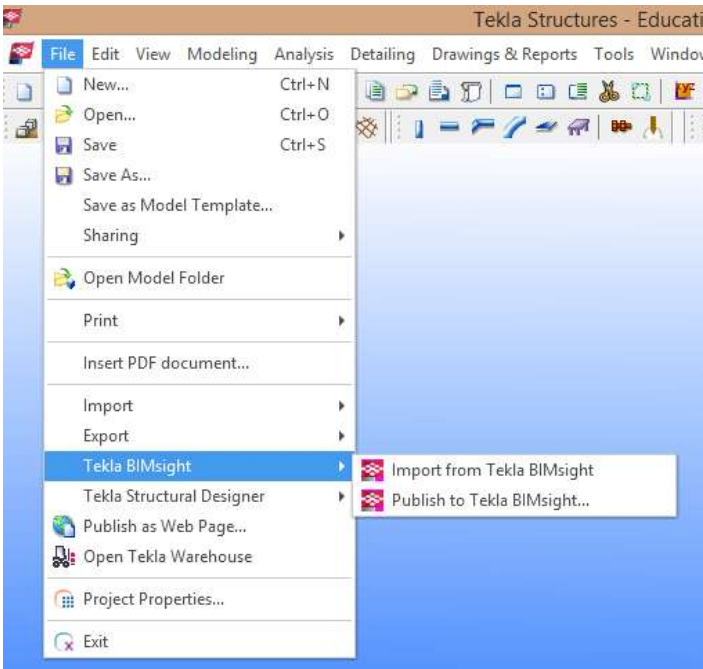 Tekla Structures - Educati
File Edit View Modeling Analysis Detailing Drawings & Reports Tools Window
New... Ctrl+N
Open... Ctrl+O
Save Ctrl+S
Save As...
Save as Model Template...
Sharing
Open Model Folder
Print
Insert PDF document...
Import
Export
Tekla BIMsight
Import from Tekla BIMsight
Tekla Structural Designer
Publish to Tekla BIMsight...
Publish as Web Page...
Open Tekla Warehouse
Project Properties...
Exit